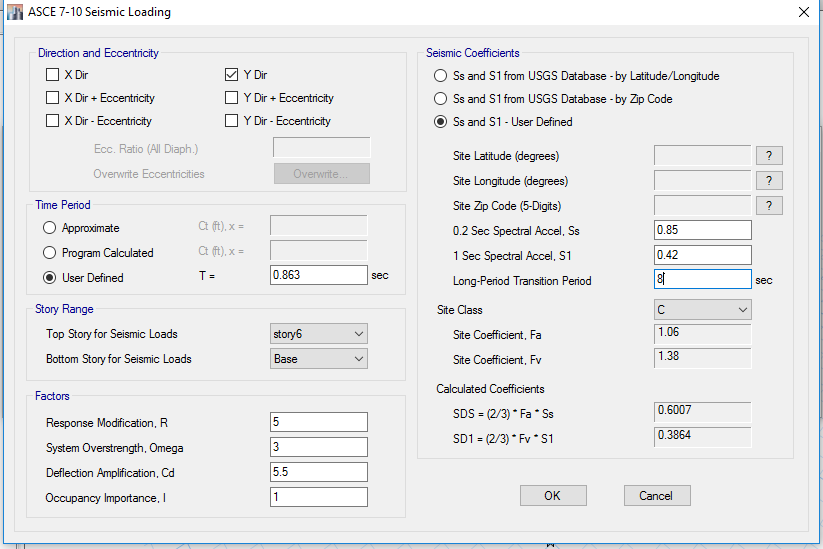 ASCE 7-10 Seismic Loading
Direction and Eccentricity
X Dir
Y Dir
X Dir + Eccentricity
Y Dir + Eccentricity
X Dir - Eccentricity
Y Dir - Eccentricity
Ecc. Ratio (All Diaph.)
Overwrite Eccentricities
Overwrite...
Time Period
Approximate
Ct (ft), x =
Program Calculated
Ct (ft), x =
User Defined
T =
0.863
sec
Story Range
Top Story for Seismic Loads
story6
Bottom Story for Seismic Loads
Base
Factors
Response Modification, R
5
System Overstrength, Omega
3
Deflection Amplification, Cd
5.5
Occupancy Importance, I
1
Seismic Coefficients
Ss and S1 from USGS Database - by Latitude/Longitude
Ss and S1 from USGS Database - by Zip Code
Ss and S1 - User Defined
Site Latitude (degrees)
?
Site Longitude (degrees)
?
Site Zip Code (5-Digits)
?
0.2 Sec Spectral Accel, Ss
0.85
1 Sec Spectral Accel, S1
0.42
Long-Period Transition Period
8
sec
Site Class
C
Site Coefficient, Fa
1.06
Site Coefficient, Fv
1.38
Calculated Coefficients
SDS = (2/3) * Fa * Ss
0.6007
SD1 = (2/3) * Fv * S1
0.3864
OK
Cancel